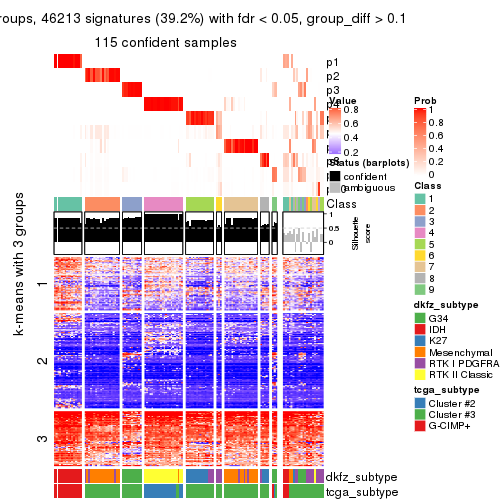 roups, 46213 signatures (39.2%) with fdr < 0.05, group_diff > 0.1
115 confident samples
p1
p2
p3
p4
Class
1
0.5
0
Silhouette
score
k-means with 3 groups
1
2
3
dkfz_subtype
tcga_subtype
Value
0.8
0.6
0.4
0.2
Status (barplots)
confident
ambiguous
Prob
1
0.8
0.6
0.4
0.2
0
Class
1
2
3
4
5
6
7
8
9
dkfz_subtype
G34
IDH
K27
Mesenchymal
RTK I PDGFRA
RTK II Classic
tcga_subtype
Cluster #2
Cluster #3
G-CIMP+